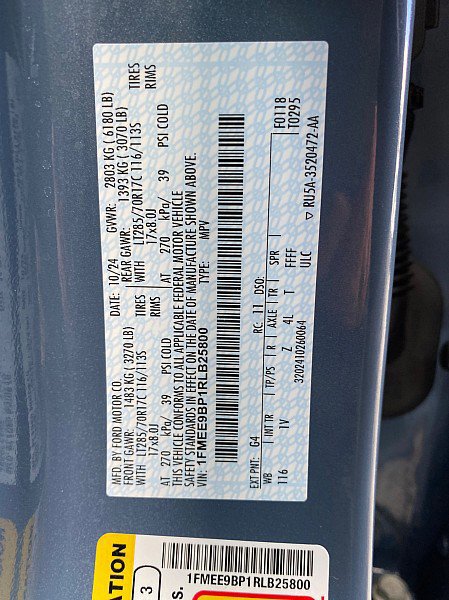 MFD. BY FORD MOTOR CO.
DATE: 10/24 GVWR: 2803 KG ( 6180 LB)
FRONT GAWR: 1483 KG (3270 LB) REAR GAWR: 1393 KG ( 3070 LB)
WITH LT285/70R17C 116/113S TIRES WITH LT285/70R17C 116/113S TIRES
17x8.0J RIMS 17x8.0J RIMS
AT 270 kPa/ 39 PSI COLD AT 270 kPa/ 39 PSI COLD
THIS VEHICLE CONFORMS TO ALL APPLICABLE FEDERAL MOTOR VEHICLE
SAFETY STANDARDS IN EFFECT ON THE DATE OF MANUFACTURE SHOWN ABOVE.
VIN: 1FMEE9BP1RLB25800 TYPE: MPV
F0118
T0295
EXT PNT: G4 RC: 11 DSO:
WB TP/PS R AXLE TR SPR
116 1V Z 4L T FFFF
3202410260064 ULC ▽ RU5A-3520472-AA
ATION
3
S.
1FMEE9BP1RLB25800